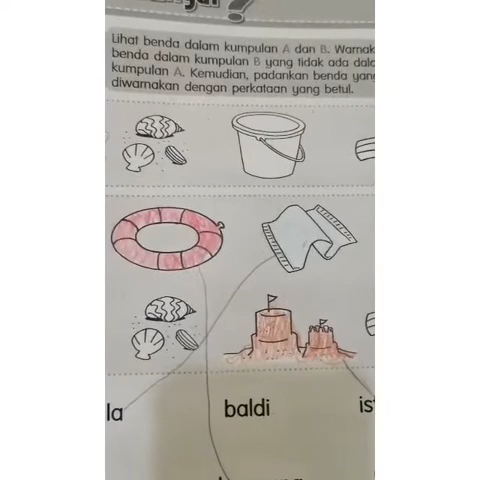 Lihat benda dalam kumpulan A dan B. Warnak
benda dalam kumpulan B yang tidak ada dala
kumpulan A. Kemudian, padankan benda yang
diwarnakan dengan perkataan yang betul.
la
baldi
ist